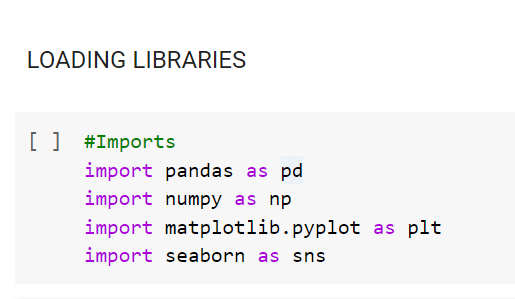 LOADING LIBRARIES
[ ] #Imports
import pandas as pd
import numpy as np
import matplotlib.pyplot as plt
import seaborn as sns